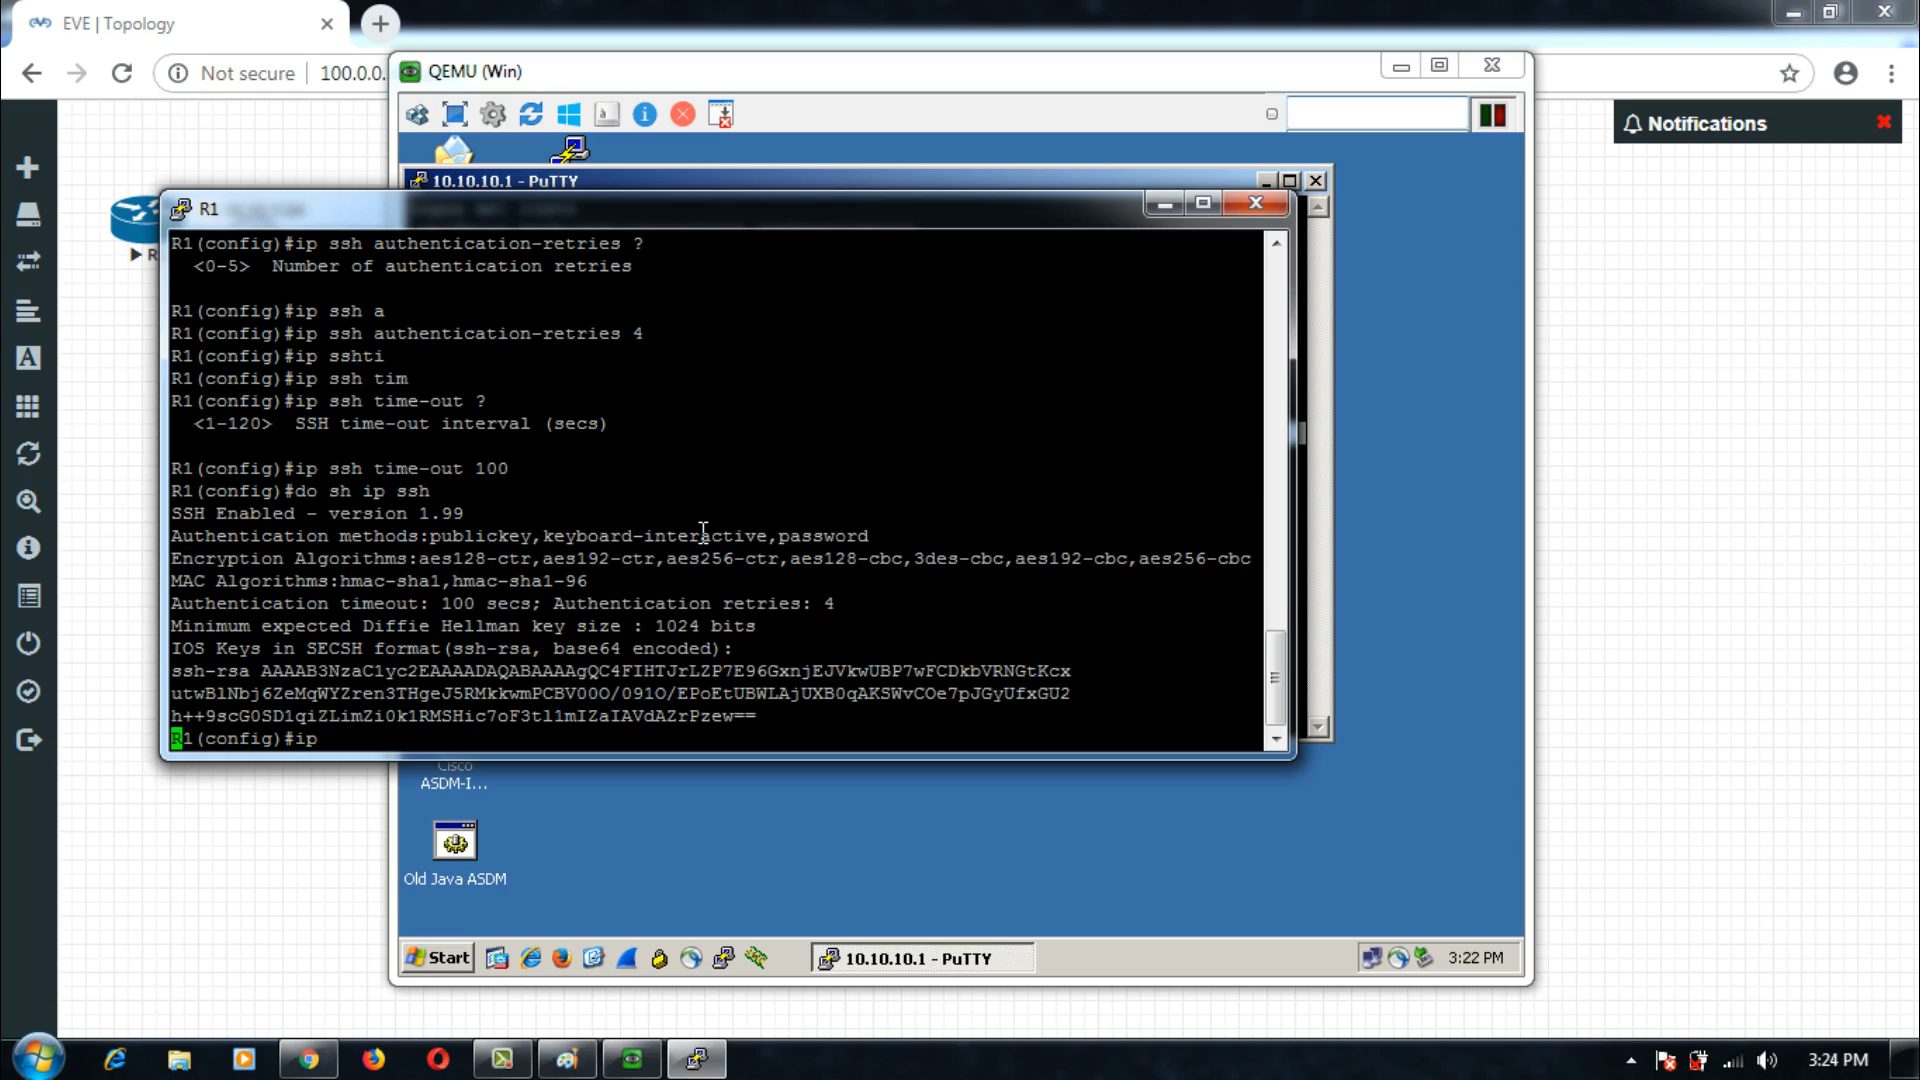 EVE | Topology
Not secure
100.0.0.
QEMU (Win)
Notifications
10.10.10.1 - PuTTY
R1
R
R1(config)#ip ssh authentication-retries ?
<0-5>  Number of authentication retries
R1(config)#ip ssh a
R1(config)#ip ssh authentication-retries 4
R1(config)#ip sshti
R1(config)#ip ssh tim
R1(config)#ip ssh time-out ?
<1-120>  SSH time-out interval (secs)
R1(config)#ip ssh time-out 100
R1(config)#do sh ip ssh
SSH Enabled - version 1.99
Authentication methods:publickey,keyboard-interactive,password
Encryption Algorithms:aes128-ctr,aes192-ctr,aes256-ctr,aes128-cbc,3des-cbc,aes192-cbc,aes256-cbc
MAC Algorithms:hmac-sha1,hmac-sha1-96
Authentication timeout: 100 secs; Authentication retries: 4
Minimum expected Diffie Hellman key size : 1024 bits
IOS Keys in SECSH format(ssh-rsa, base64 encoded):
ssh-rsa AAAAB3NzaC1yc2EAAAADAQABAAAAgQC4FIHTJrLZP7E96GxnjEJVkwUBP7wFCDkbVRNGtKcx
utwBlNbj6ZeMqWYZren3THgeJ5RMkkwmPCBV00O/091O/EPoEtUBWLAjUXB0qAKSWvCOe7pJGyUfxGU2
h++9scG0SD1qiZLimZi0k1RMSHic7oF3tl1mIZaIAVdAZrPzew==
R1(config)#ip
Cisco
ASDM-I...
Old Java ASDM
Start
10.10.10.1 - PuTTY
3:22 PM
3:24 PM